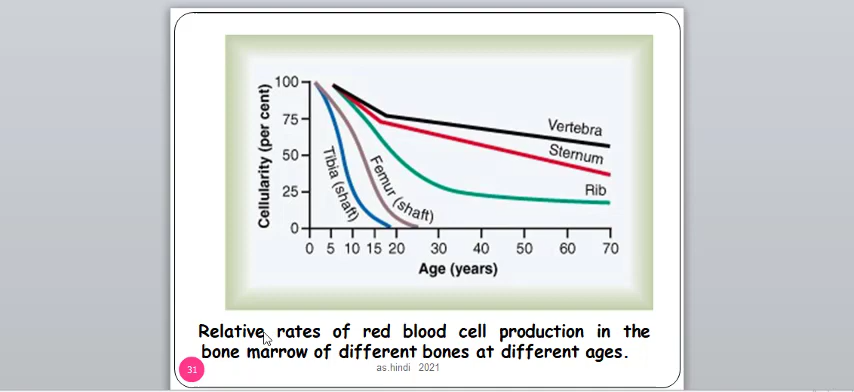 Cellularity (per cent)
100
75
50
25
0
Tibia (shaft)
Femur (shaft)
Vertebra
Sternum
Rib
0 5 10 15 20 30 40 50 60 70
Age (years)
Relative rates of red blood cell production in the
bone marrow of different bones at different ages.
31
as.hindi 2021